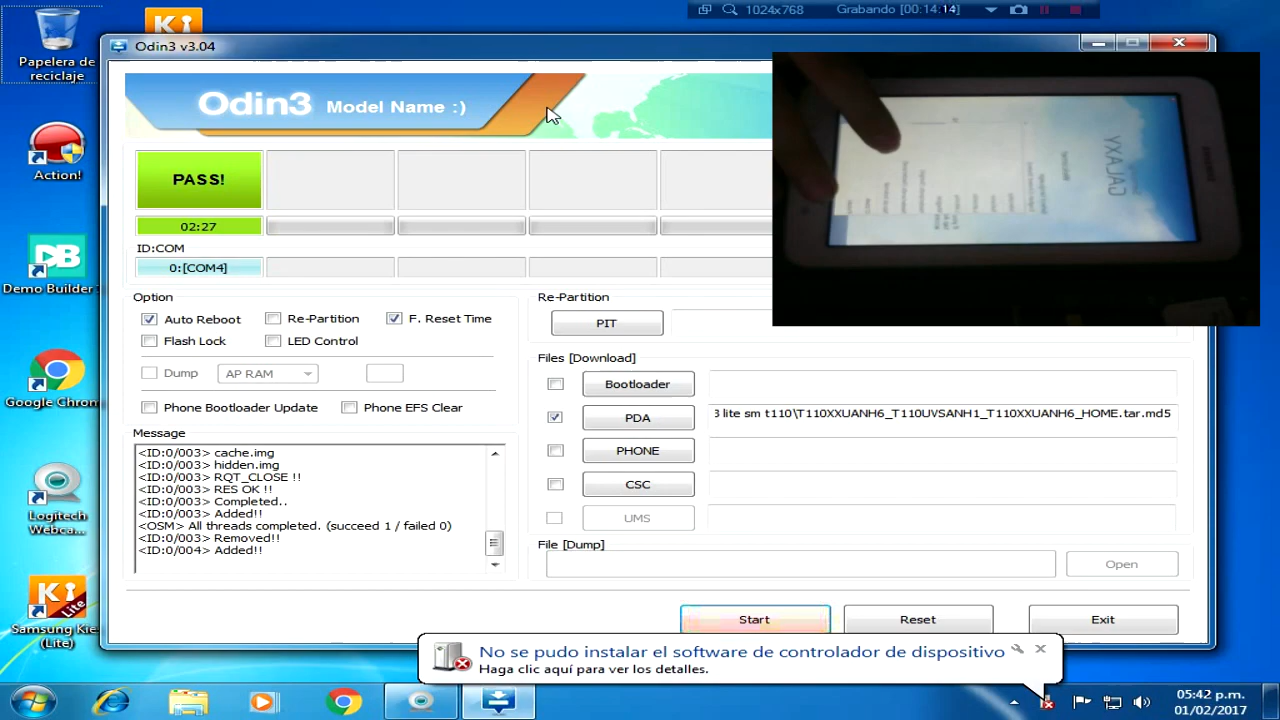 1024x768 Grabando [00:14:14]
Papelera de
reciclaje
Action!
Demo Builder
Google Chrom
Logitech
Webca...
Samsung Kie
(Lite)
Ki
Ki
Lite
DB
Odin3 v3.04
Odin3 Model Name :)
PASS!
02:27
ID:COM
0:[COM4]
Option
Auto Reboot Re-Partition F. Reset Time
Flash Lock LED Control
Dump AP RAM
Phone Bootloader Update Phone EFS Clear
Message
<ID:0/003> cache.img
<ID:0/003> hidden.img
<ID:0/003> RQT_CLOSE !!
<ID:0/003> RES OK !!
<ID:0/003> Completed..
<ID:0/003> Added!!
<OSM> All threads completed. (succeed 1 / failed 0)
<ID:0/003> Removed!!
<ID:0/004> Added!!
Re-Partition
PIT
Files [Download]
Bootloader
PDA 3 lite sm t110\T110XXUANH6_T110UVSANH1_T110XXUANH6_HOME.tar.md5
PHONE
CSC
UMS
File [Dump]
Open
Start Reset Exit
GALAXY
SAMSUNG
No se pudo instalar el software de controlador de dispositivo
Haga clic aquí para ver los detalles.
05:42 p.m.
01/02/2017